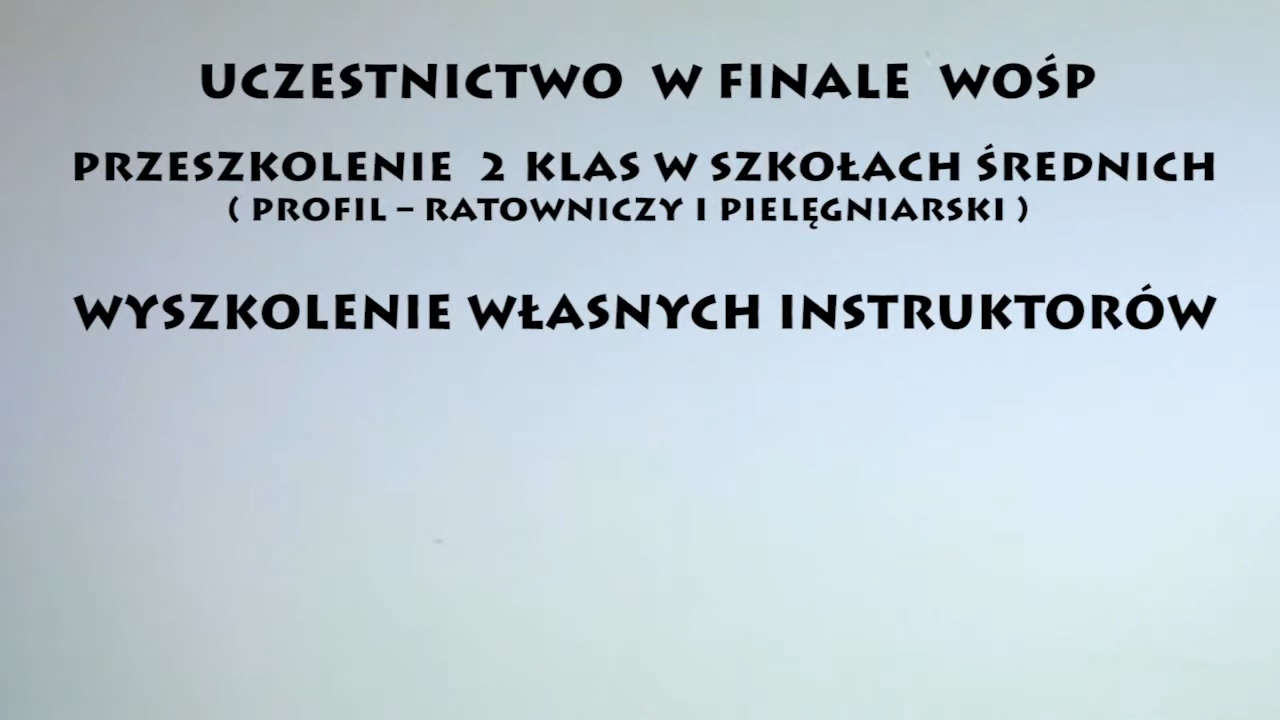 UCZESTNICTWO W FINALE WOŚP
PRZESZKOLENIE 2 KLAS W SZKOŁACH ŚREDNICH
( PROFIL – RATOWNICZY I PIELĘGNIARSKI )
WYSZKOLENIE WŁASNYCH INSTRUKTORÓW